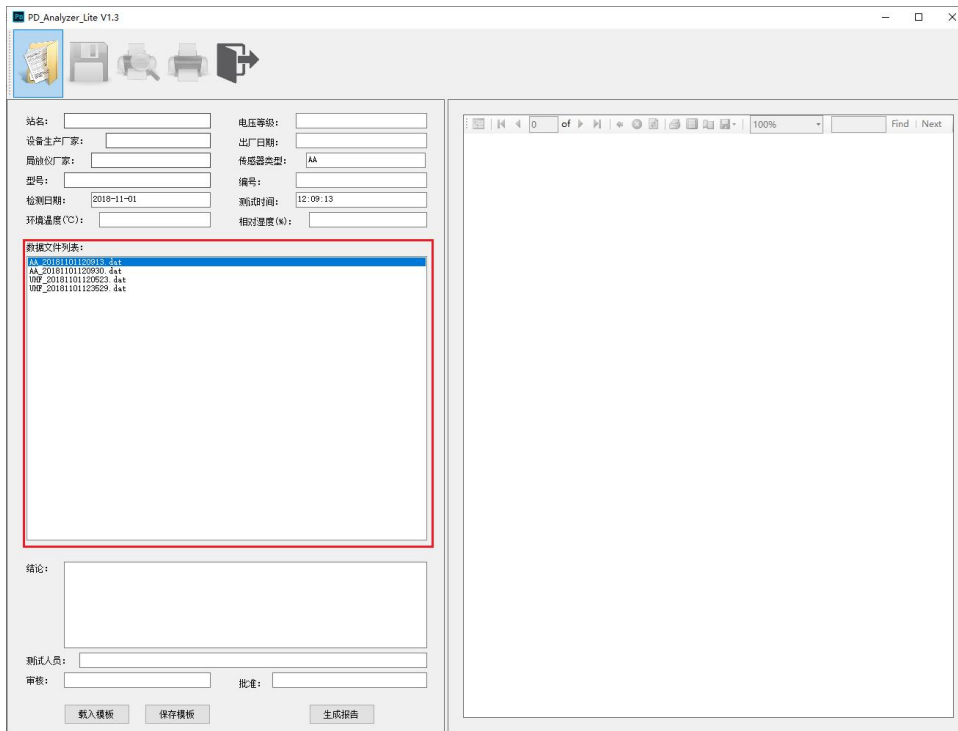 PD_Analyzer_Lite V1.3
站名:
电压等级:
设备生产厂家:
出厂日期:
局放仪厂家:
传感器类型: AA
型号:
编号:
检测日期: 2018-11-01
测试时间: 12:09:13
环境温度(℃):
相对湿度(%):
0 of 100% Find Next
数据文件列表:
AA_20181101120913.dat
AA_20181101120930.dat
UHF_20181101120523.dat
UHF_20181101123529.dat
结论:
测试人员:
审核:
批准:
载入模板 保存模板 生成报告